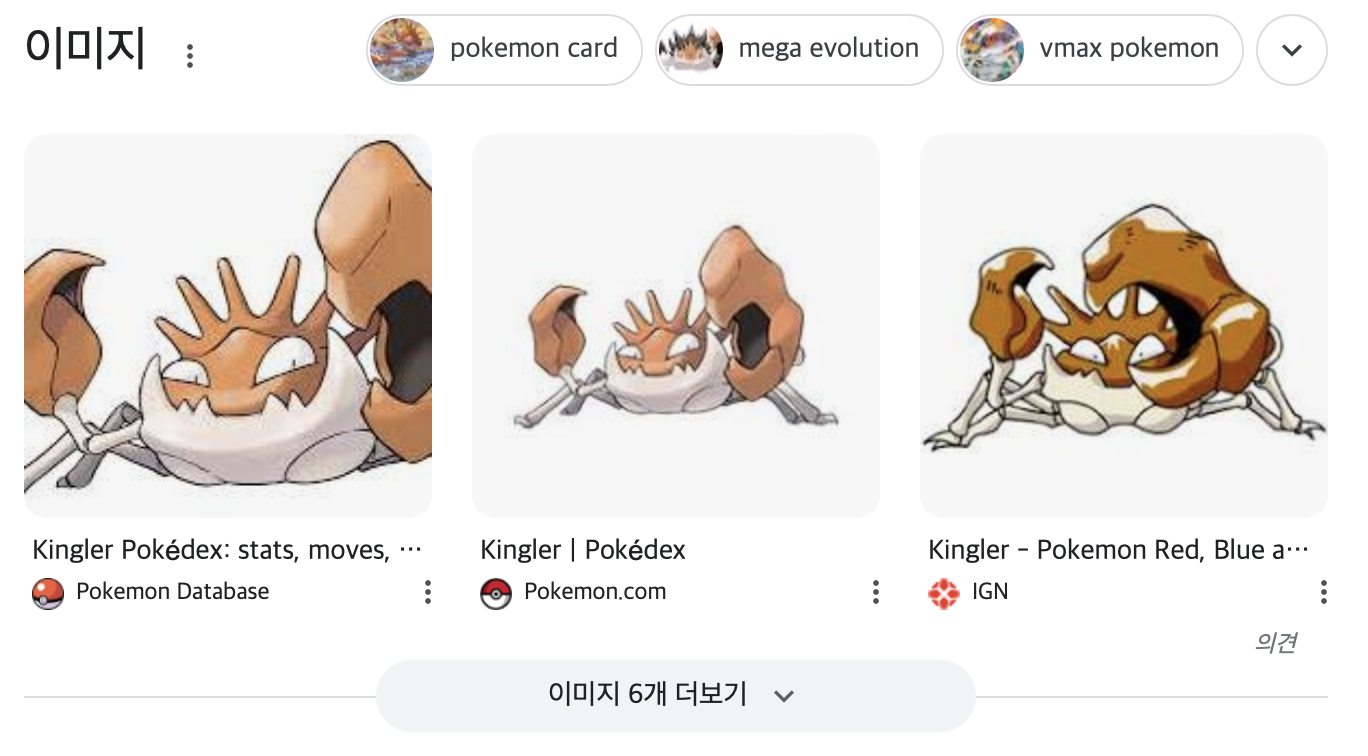 이미지
pokemon card
mega evolution
vmax pokemon
Kingler Pokédex: stats, moves, ...
Pokemon Database
Kingler | Pokédex
Pokemon.com
Kingler - Pokemon Red, Blue a...
IGN
의견
이미지 6개 더보기